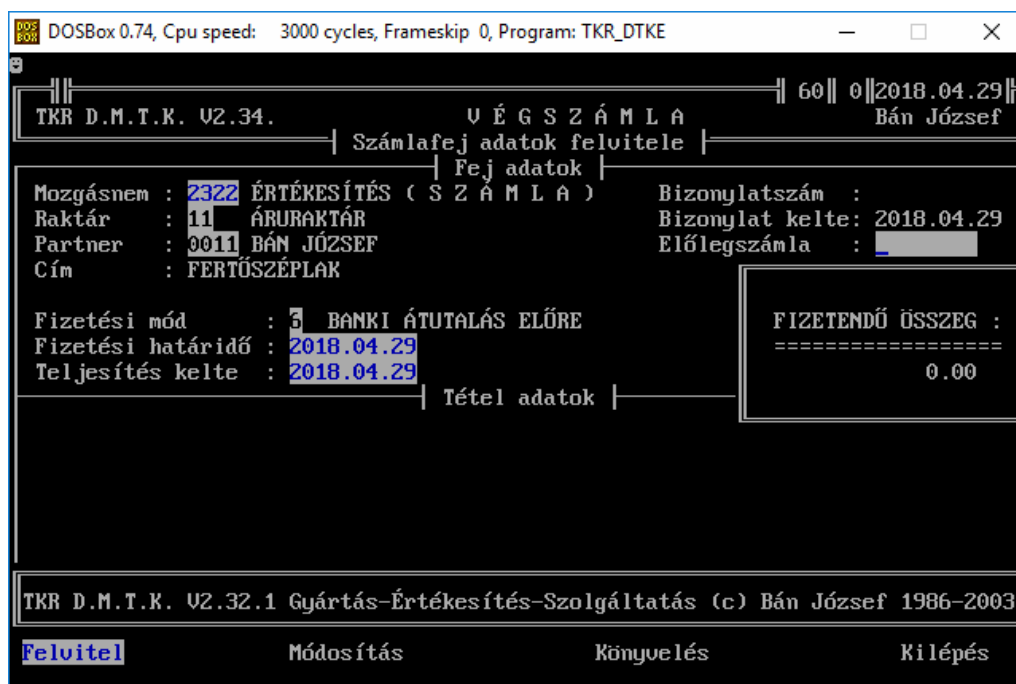 DOSBox 0.74, Cpu speed: 3000 cycles, Frameskip 0, Program: TKR_DTKE
60 0 2018.04.29
TKR D.M.T.K. V2.34. V É G S Z Á M L A Bán József
Számlafej adatok felvitele
Fej adatok
Mozgásnem : 2322 ÉRTÉKESÍTÉS ( S Z Á M L A ) Bizonylatszám :
Raktár : 11 ÁRURAKTÁR Bizonylat kelte: 2018.04.29
Partner : 0011 BÁN JÓZSEF Előlegszámla : _
Cím : FERTŐSZÉPLAK
Fizetési mód : 6 BANKI ÁTUTALÁS ELŐRE FIZETENDŐ ÖSSZEG :
Fizetési határidő : 2018.04.29 ==================
Teljesítés kelte : 2018.04.29 0.00
Tétel adatok
TKR D.M.T.K. V2.32.1 Gyártás-Értékesítés-Szolgáltatás (c) Bán József 1986-2003
Felvitel Módosítás Könyvelés Kilépés